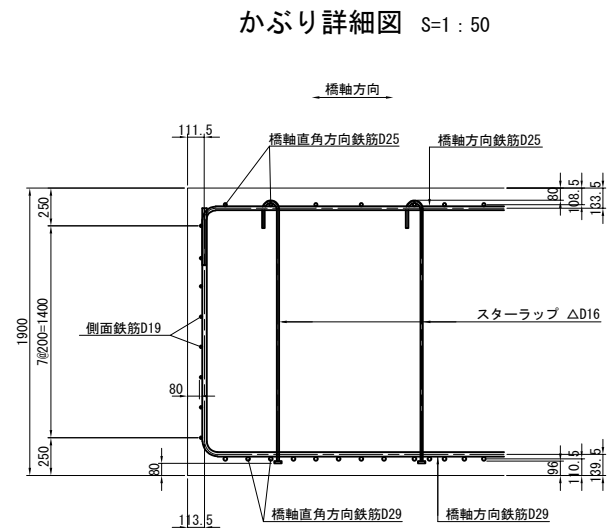 かぶり詳細図 S=1：50
橋軸方向
111.5
橋軸直角方向鉄筋D25
橋軸方向鉄筋D25
80
108.5
133.5
250
1900
7@200=1400
側面鉄筋D19
スターラップ △D16
80
250
80
96
110.5
139.5
113.5
橋軸直角方向鉄筋D29
橋軸方向鉄筋D29